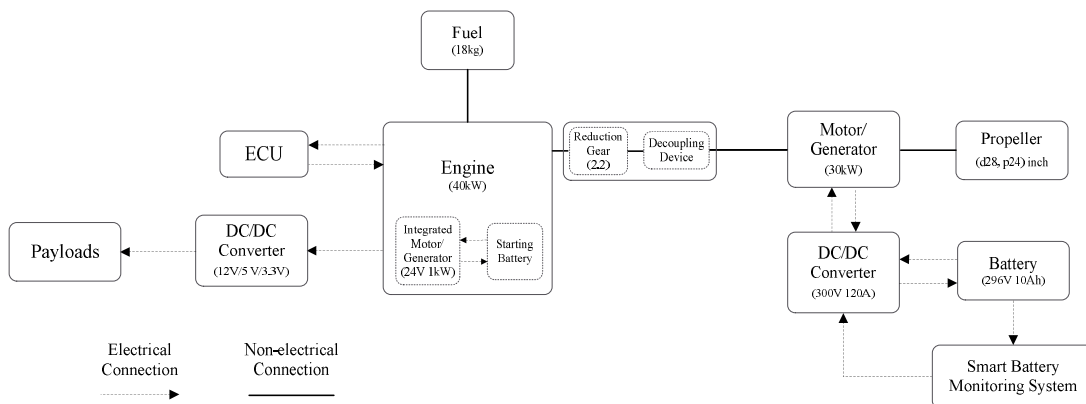 Fuel
(18kg)
ECU
Engine
(40kW)
Reduction
Gear
(2.2)
Decoupling
Device
Motor/
Generator
(30kW)
Propeller
(d28, p24) inch
Payloads
DC/DC
Converter
(12V/5 V/3.3V)
Integrated
Motor/
Generator
(24V 1kW)
Starting
Battery
DC/DC
Converter
(300V 120A)
Battery
(296V 10Ah)
Smart Battery
Monitoring System
Electrical
Connection
Non-electrical
Connection